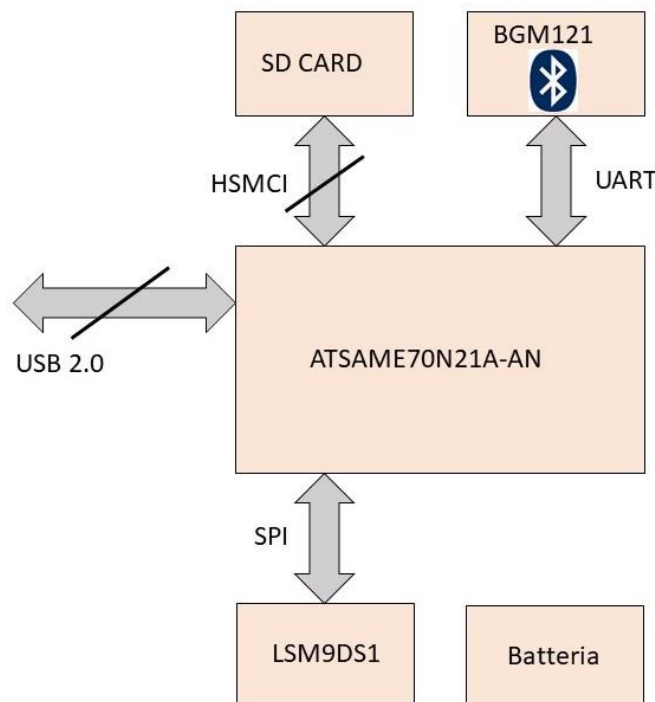 SD CARD
BGM121
HSMCI
UART
USB 2.0
ATSAME70N21A-AN
SPI
LSM9DS1
Batteria